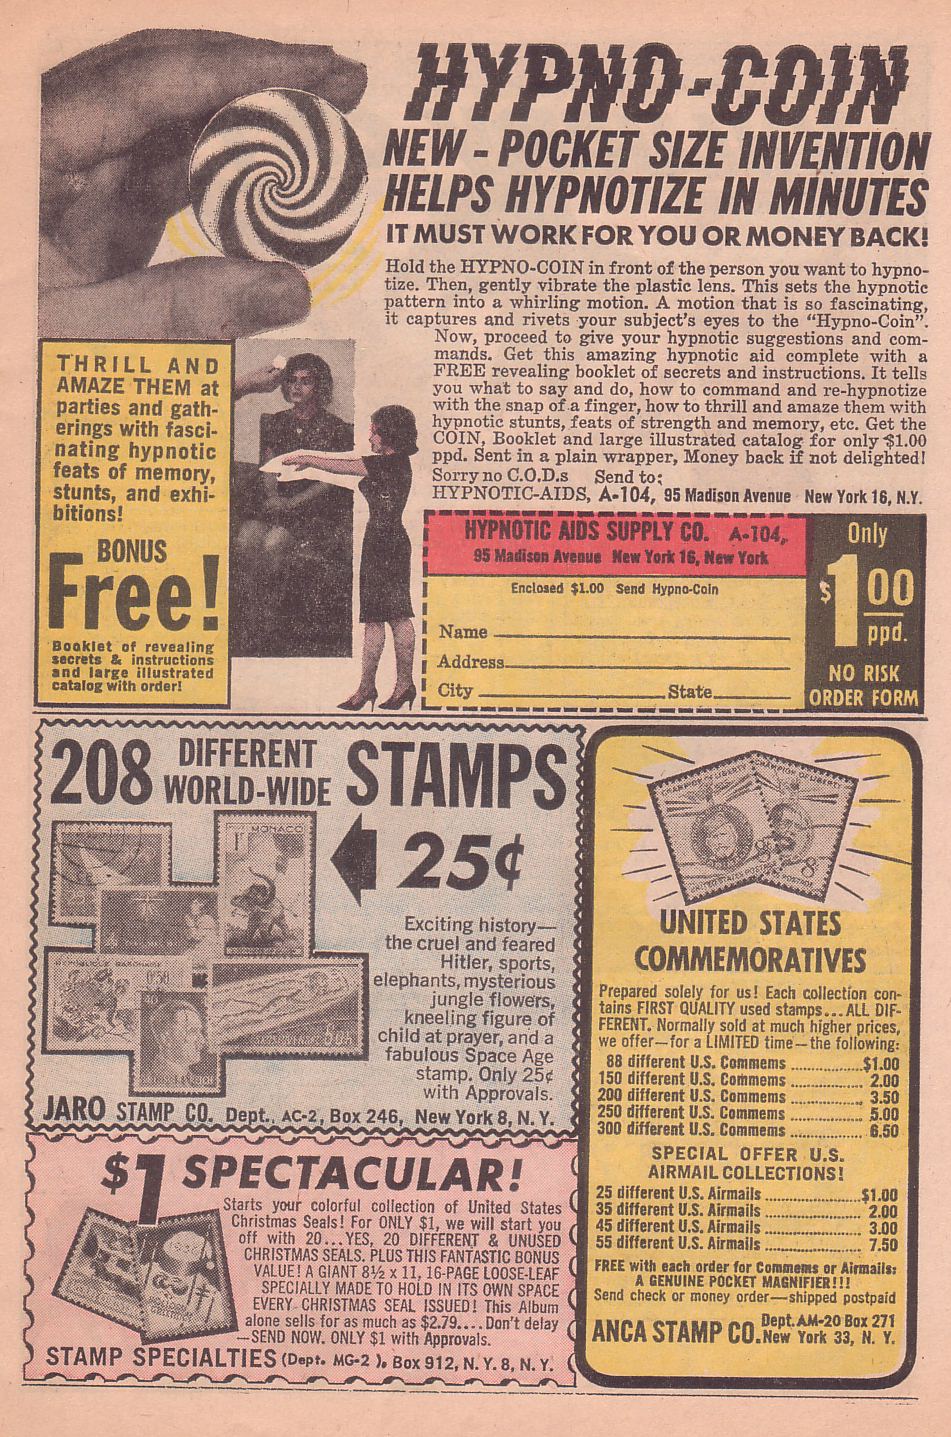 HYPNO-COIN
NEW - POCKET SIZE INVENTION
HELPS HYPNOTIZE IN MINUTES
IT MUST WORK FOR YOU OR MONEY BACK!
Hold the HYPNO-COIN in front of the person you want to hypno-
tize. Then, gently vibrate the plastic lens. This sets the hypnotic
pattern into a whirling motion. A motion that is so fascinating,
it captures and rivets your subject's eyes to the "Hypno-Coin".
Now, proceed to give your hypnotic suggestions and com-
mands. Get this amazing hypnotic aid complete with a
FREE revealing booklet of secrets and instructions. It tells
you what to say and do, how to command and re-hypnotize
with the snap of a finger, how to thrill and amaze them with
hypnotic stunts, feats of strength and memory, etc. Get the
COIN, Booklet and large illustrated catalog for only $1.00
ppd. Sent in a plain wrapper, Money back if not delighted!
Sorry no C.O.D.s Send to:
HYPNOTIC-AIDS, A-104, 95 Madison Avenue New York 16, N.Y.
THRILL AND
AMAZE THEM at
parties and gath-
erings with fasci-
nating hypnotic
feats of memory,
stunts, and exhi-
bitions!
BONUS
Free!
Booklet of revealing
secrets & instructions
and large illustrated
catalog with order!
HYPNOTIC AIDS SUPPLY CO. A-104,
95 Madison Avenue New York 16, New York
Enclosed $1.00 Send Hypno-Coin
Name
Address
City State
Only
$1.00
ppd.
NO RISK
ORDER FORM
208 DIFFERENT WORLD-WIDE STAMPS
25¢
MONACO
Exciting history—
the cruel and feared
Hitler, sports,
elephants, mysterious
jungle flowers,
kneeling figure of
child at prayer, and a
fabulous Space Age
stamp. Only 25¢
with Approvals.
JARO STAMP CO. Dept., AC-2, Box 246, New York 8, N. Y.
$1 SPECTACULAR!
Starts your colorful collection of United States
Christmas Seals! For ONLY $1, we will start you
off with 20...YES, 20 DIFFERENT & UNUSED
CHRISTMAS SEALS. PLUS THIS FANTASTIC BONUS
VALUE! A GIANT 8½ x 11, 16-PAGE LOOSE-LEAF
SPECIALLY MADE TO HOLD IN ITS OWN SPACE
EVERY CHRISTMAS SEAL ISSUED! This Album
alone sells for as much as $2.79....Don't delay
—SEND NOW. ONLY $1 with Approvals.
STAMP SPECIALTIES (Dept. MG-2 ), Box 912, N. Y. 8, N. Y.
UNITED STATES
COMMEMORATIVES
Prepared solely for us! Each collection con-
tains FIRST QUALITY used stamps...ALL DIF-
FERENT. Normally sold at much higher prices,
we offer—for a LIMITED time—the following:
88 different U.S. Commems ..............$1.00
150 different U.S. Commems .............. 2.00
200 different U.S. Commems .............. 3.50
250 different U.S. Commems .............. 5.00
300 different U.S. Commems .............. 6.50
SPECIAL OFFER U.S.
AIRMAIL COLLECTIONS!
25 different U.S. Airmails ....................$1.00
35 different U.S. Airmails .................... 2.00
45 different U.S. Airmails .................... 3.00
55 different U.S. Airmails .................... 7.50
FREE with each order for Commems or Airmails:
A GENUINE POCKET MAGNIFIER!!!
Send check or money order—shipped postpaid
ANCA STAMP CO. Dept. AM-20 Box 271
New York 33, N. Y.